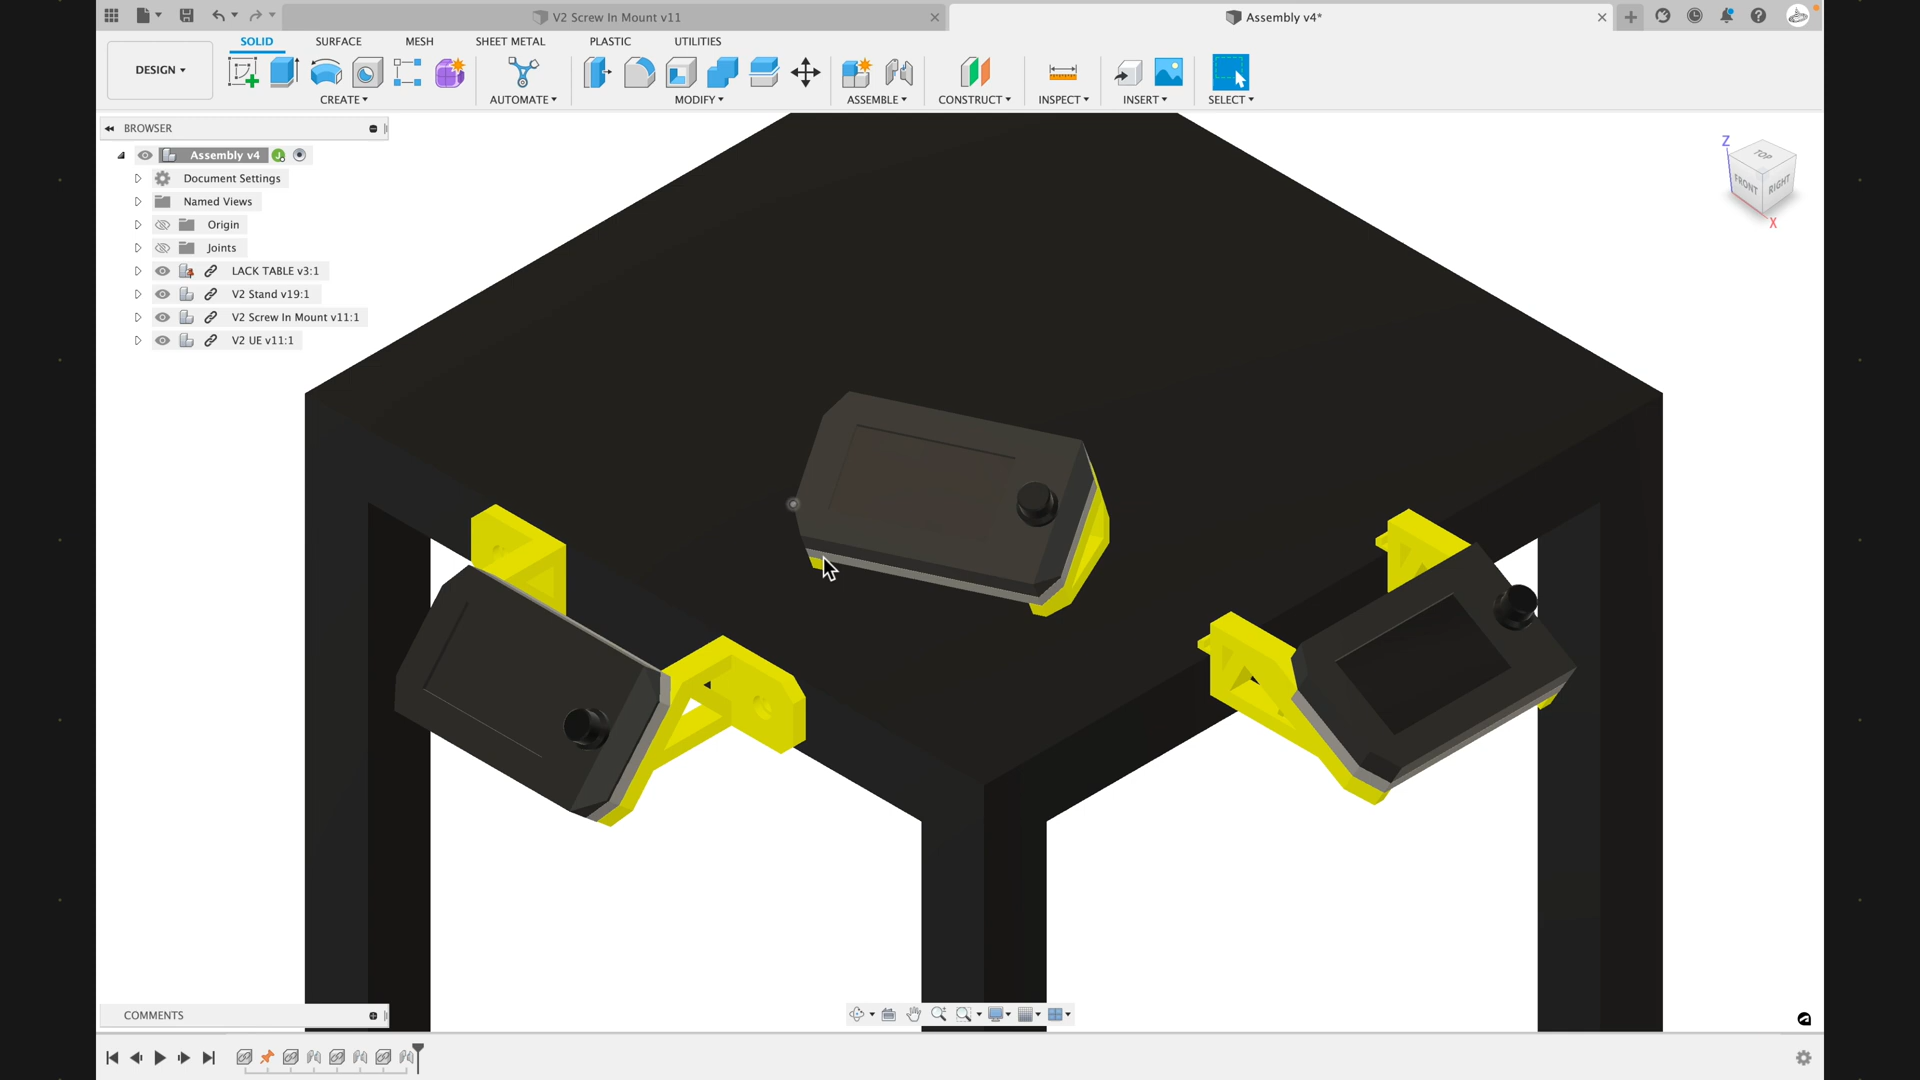 V2 Screw In Mount v11
Assembly v4*
DESIGN
SOLID
SURFACE
MESH
SHEET METAL
PLASTIC
UTILITIES
CREATE
AUTOMATE
MODIFY
ASSEMBLE
CONSTRUCT
INSPECT
INSERT
SELECT
BROWSER
Assembly v4
Document Settings
Named Views
Origin
Joints
LACK TABLE v3:1
V2 Stand v19:1
V2 Screw In Mount v11:1
V2 UE v11:1
Z
TOP
FRONT
RIGHT
X
COMMENTS